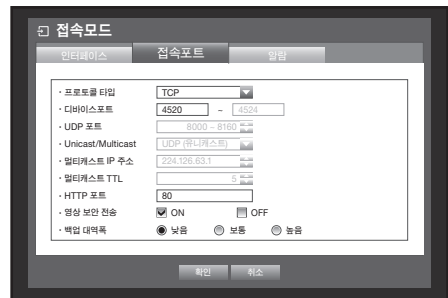 접속모드
인터페이스 접속포트 알람
· 프로토콜 타입 TCP
· 디바이스포트 4520 ~ 4524
· UDP 포트 8000 ~ 8160
· Unicast/Multicast UDP (유니캐스트)
· 멀티캐스트 IP 주소 224.126.63.1
· 멀티캐스트 TTL 5
· HTTP 포트 80
· 영상 보안 전송 ON OFF
· 백업 대역폭 낮음 보통 높음
확인 취소